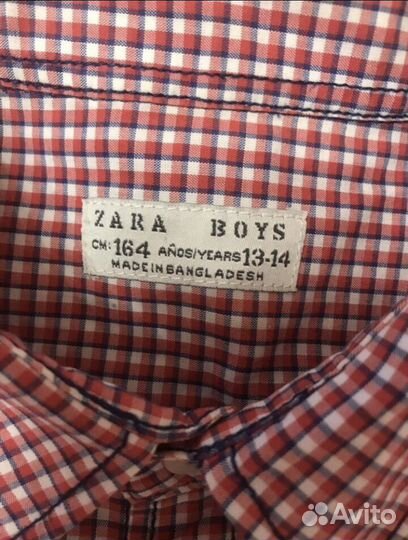 ZARA BOYS
CM: 164 AÑOS/YEARS 13-14
MADE IN BANGLADESH
Avito